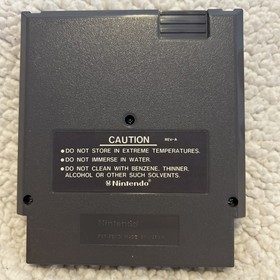 CAUTION REV-A
•DO NOT STORE IN EXTREME TEMPERATURES.
•DO NOT IMMERSE IN WATER.
•DO NOT CLEAN WITH BENZENE, THINNER,
ALCOHOL OR OTHER SUCH SOLVENTS.
Nintendo®
Nintendo